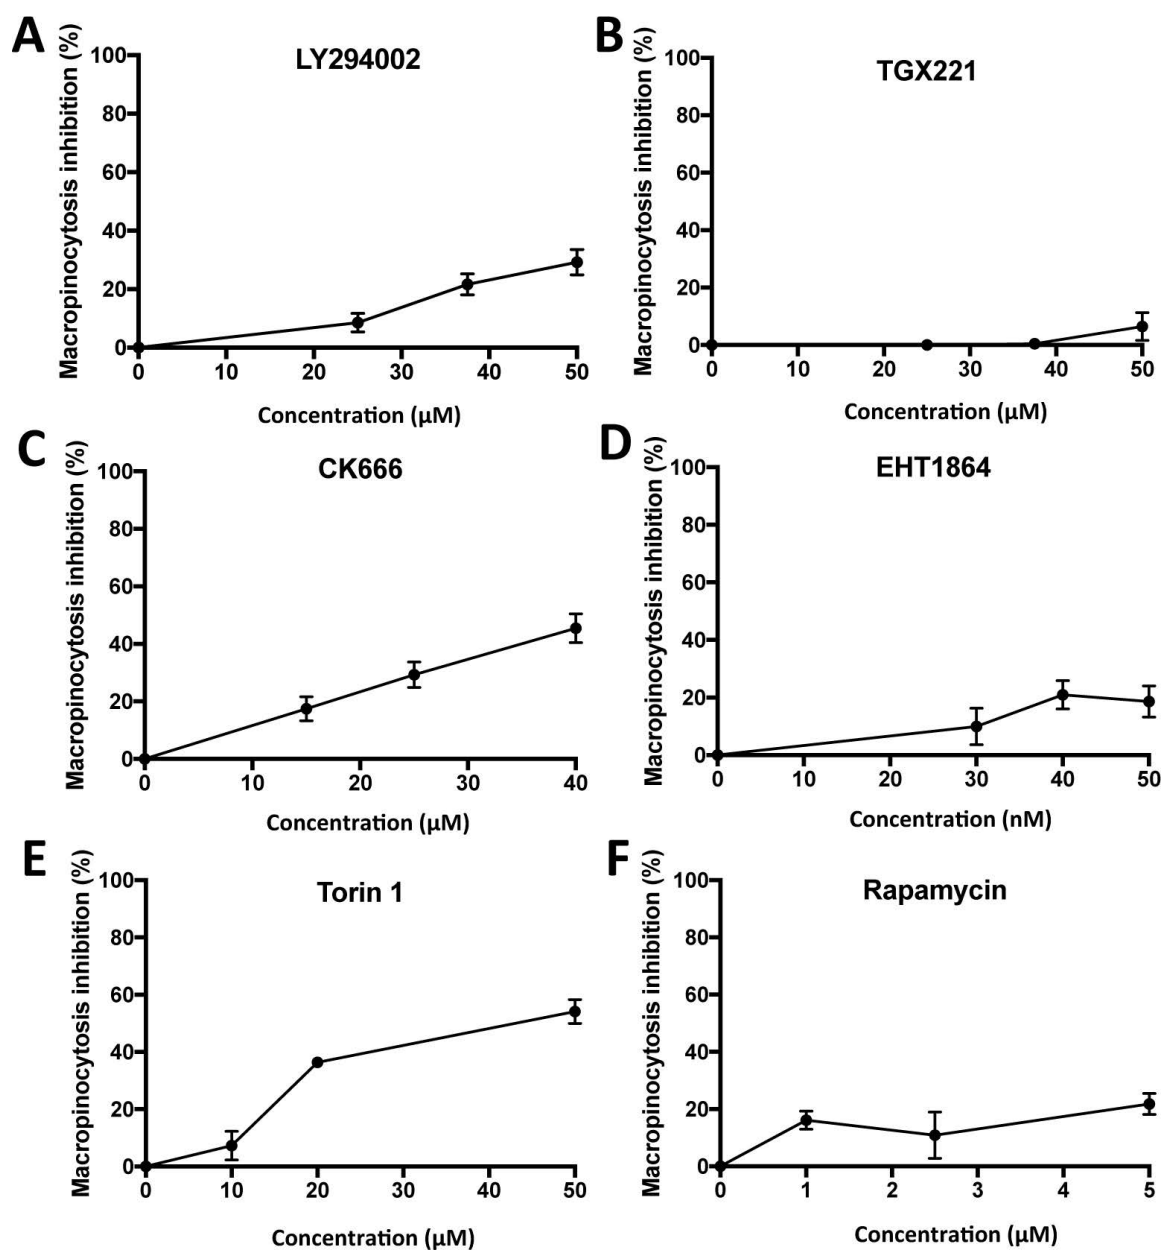 A
LY294002
Macropinocytosis inhibition (%)
100
80
60
40
20
0
0 10 20 30 40 50
Concentration (µM)
B
TGX221
Macropinocytosis inhibition (%)
100
80
60
40
20
0
0 10 20 30 40 50
Concentration (µM)
C
CK666
Macropinocytosis inhibition (%)
100
80
60
40
20
0
0 10 20 30 40
Concentration (µM)
D
EHT1864
Macropinocytosis inhibition (%)
100
80
60
40
20
0
0 10 20 30 40 50
Concentration (nM)
E
Torin 1
Macropinocytosis inhibition (%)
100
80
60
40
20
0
0 10 20 30 40 50
Concentration (µM)
F
Rapamycin
Macropinocytosis inhibition (%)
100
80
60
40
20
0
0 1 2 3 4 5
Concentration (µM)